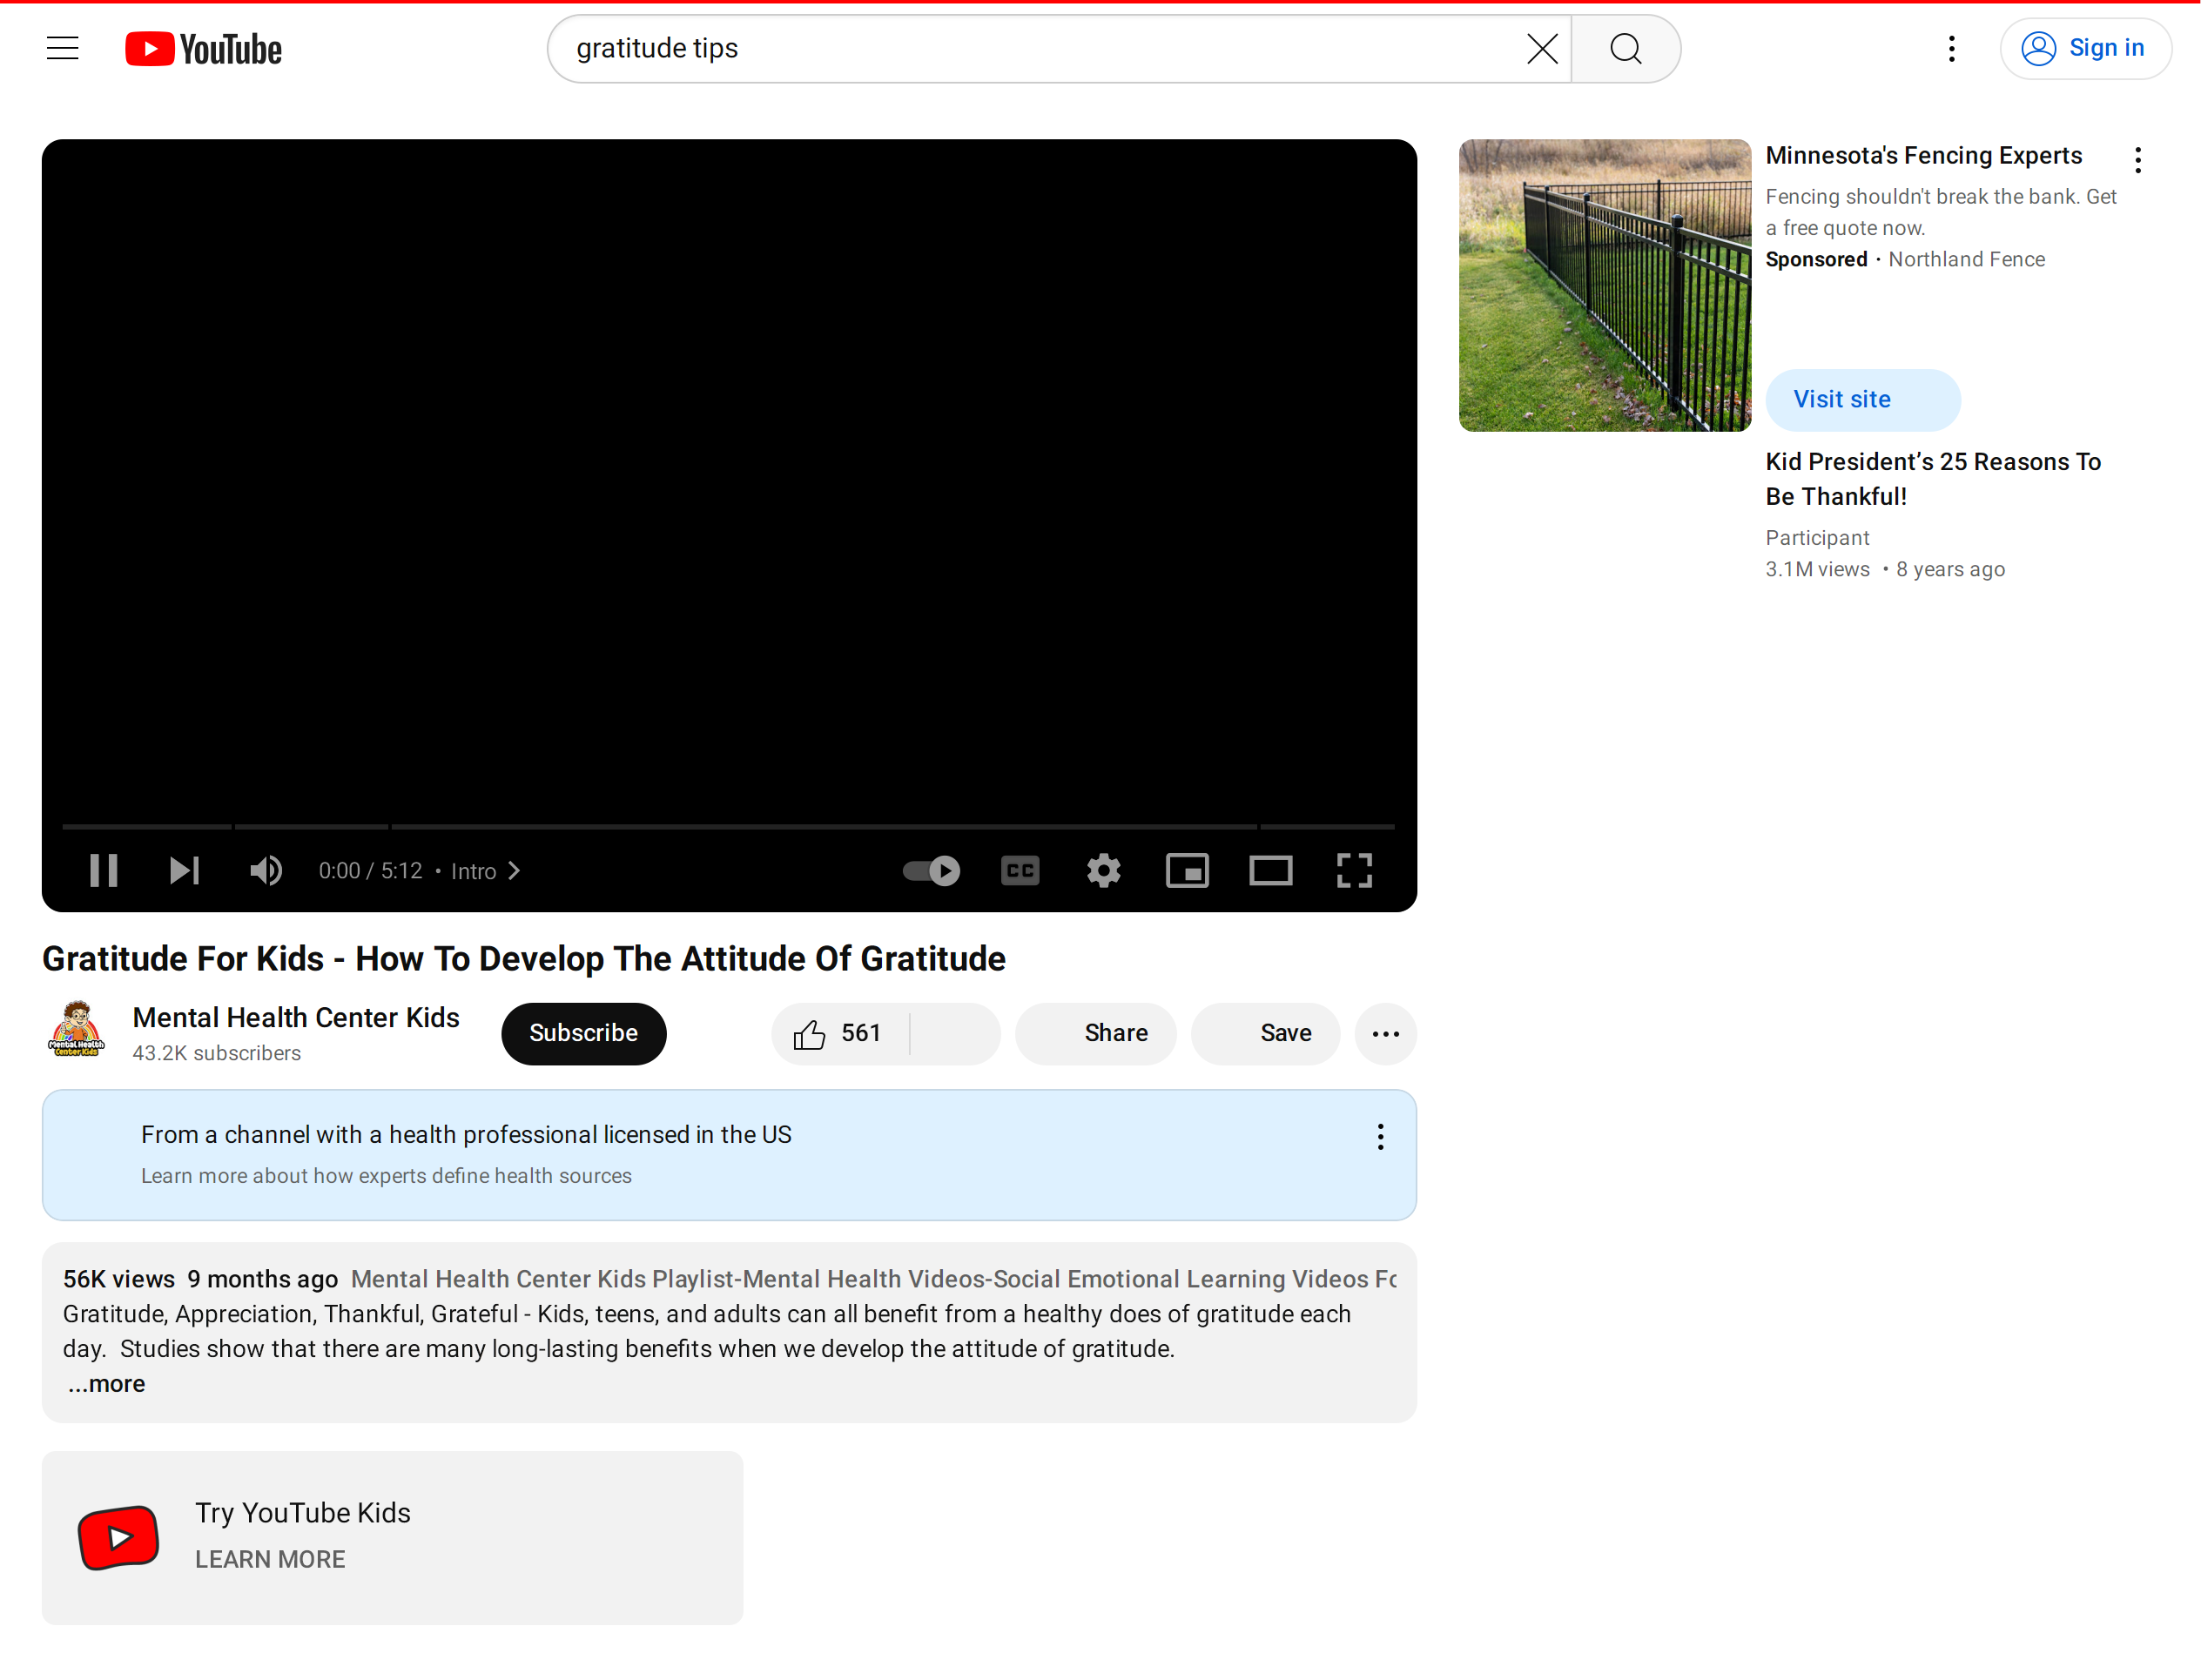 YouTube
gratitude tips
Sign in
Minnesota's Fencing Experts
Fencing shouldn't break the bank. Get
a free quote now.
Sponsored · Northland Fence
Visit site
Kid President’s 25 Reasons To
Be Thankful!
Participant
3.1M views • 8 years ago
0:00 / 5:12 • Intro
CC
Gratitude For Kids - How To Develop The Attitude Of Gratitude
Mental Health Center Kids
Mental Health
Center Kids
43.2K subscribers
Subscribe
561
Share
Save
From a channel with a health professional licensed in the US
Learn more about how experts define health sources
56K views 9 months ago Mental Health Center Kids Playlist-Mental Health Videos-Social Emotional Learning Videos Fo
Gratitude, Appreciation, Thankful, Grateful - Kids, teens, and adults can all benefit from a healthy does of gratitude each
day. Studies show that there are many long-lasting benefits when we develop the attitude of gratitude.
...more
Try YouTube Kids
LEARN MORE